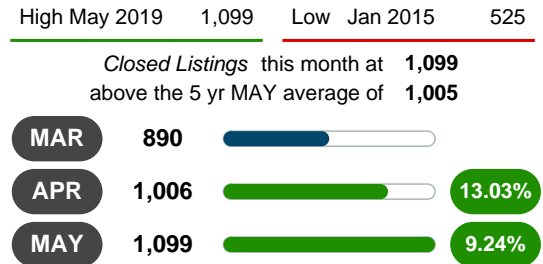 High May 2019 1,099 Low Jan 2015 525
Closed Listings this month at 1,099
above the 5 yr MAY average of 1,005
MAR 890
APR 1,006 13.03%
MAY 1,099 9.24%